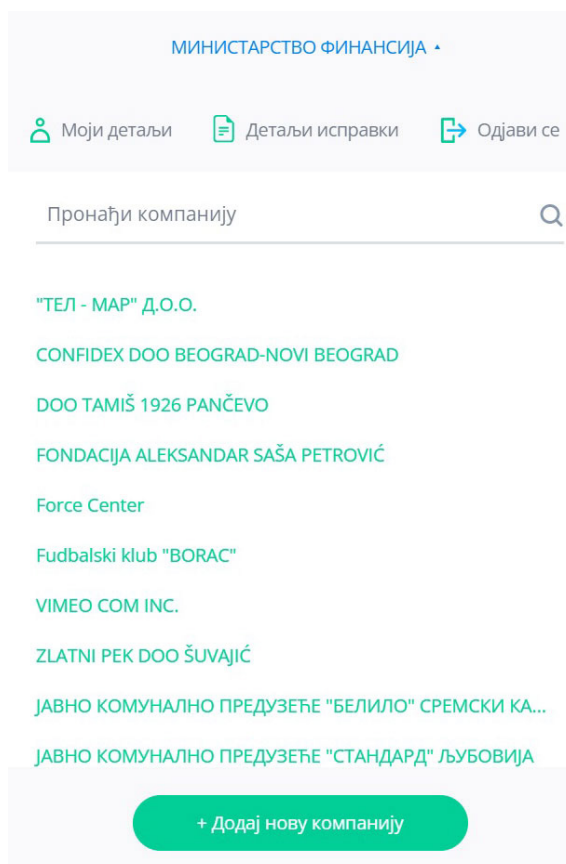 МИНИСТАРСТВО ФИНАНСИЈА
Моји детаљи Детаљи исправки Одјави се
Пронађи компанију
"ТЕЛ - МАР" Д.О.О.
CONFIDEX DOO BEOGRAD-NOVI BEOGRAD
DOO TAMIŠ 1926 PANČEVO
FONDACIJA ALEKSANDAR SAŠA PETROVIĆ
Force Center
Fudbalski klub "BORAC"
VIMEO COM INC.
ZLATNI PEK DOO ŠUVAJIĆ
ЈАВНО КОМУНАЛНО ПРЕДУЗЕЋЕ "БЕЛИЛО" СРЕМСКИ КА...
ЈАВНО КОМУНАЛНО ПРЕДУЗЕЋЕ "СТАНДАРД" ЉУБОВИЈА
+ Додај нову компанију